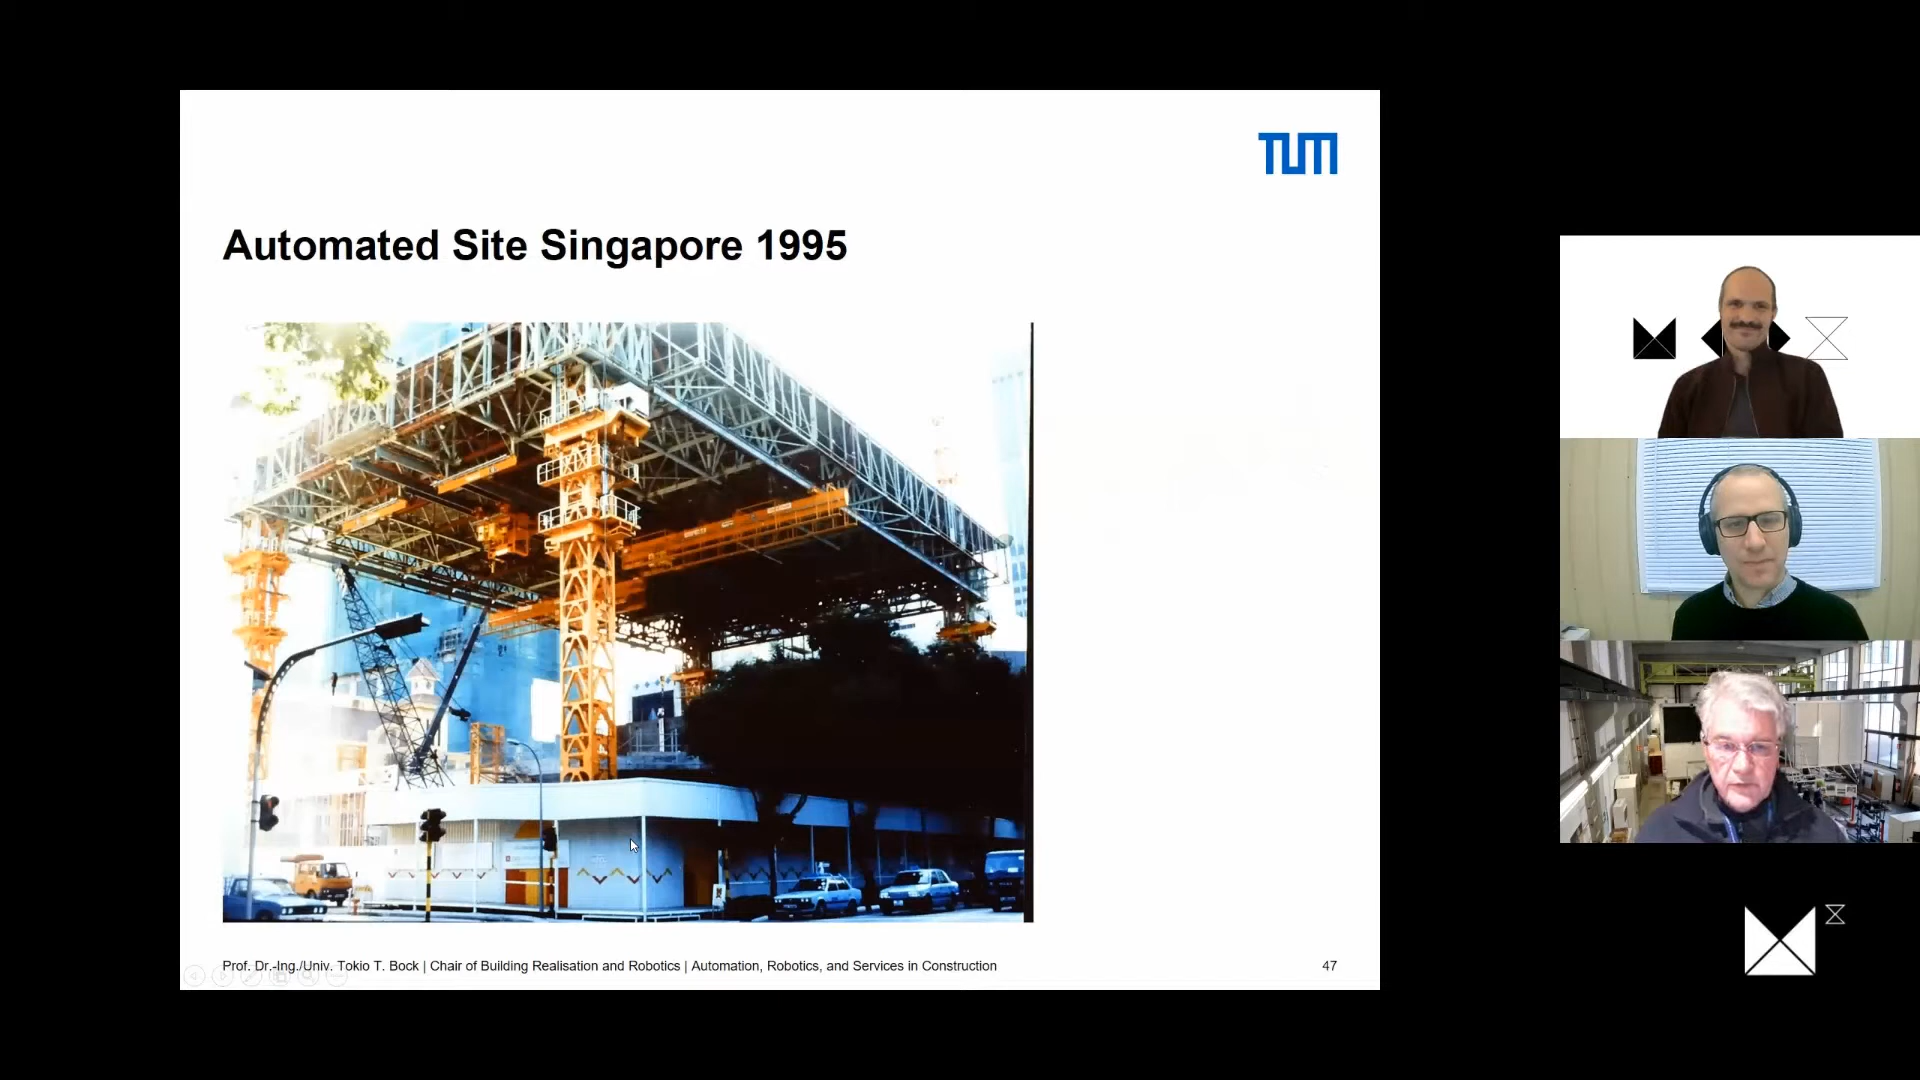 TUM
Automated Site Singapore 1995
Prof. Dr.-Ing./Univ. Tokio T. Bock | Chair of Building Realisation and Robotics | Automation, Robotics, and Services in Construction
47